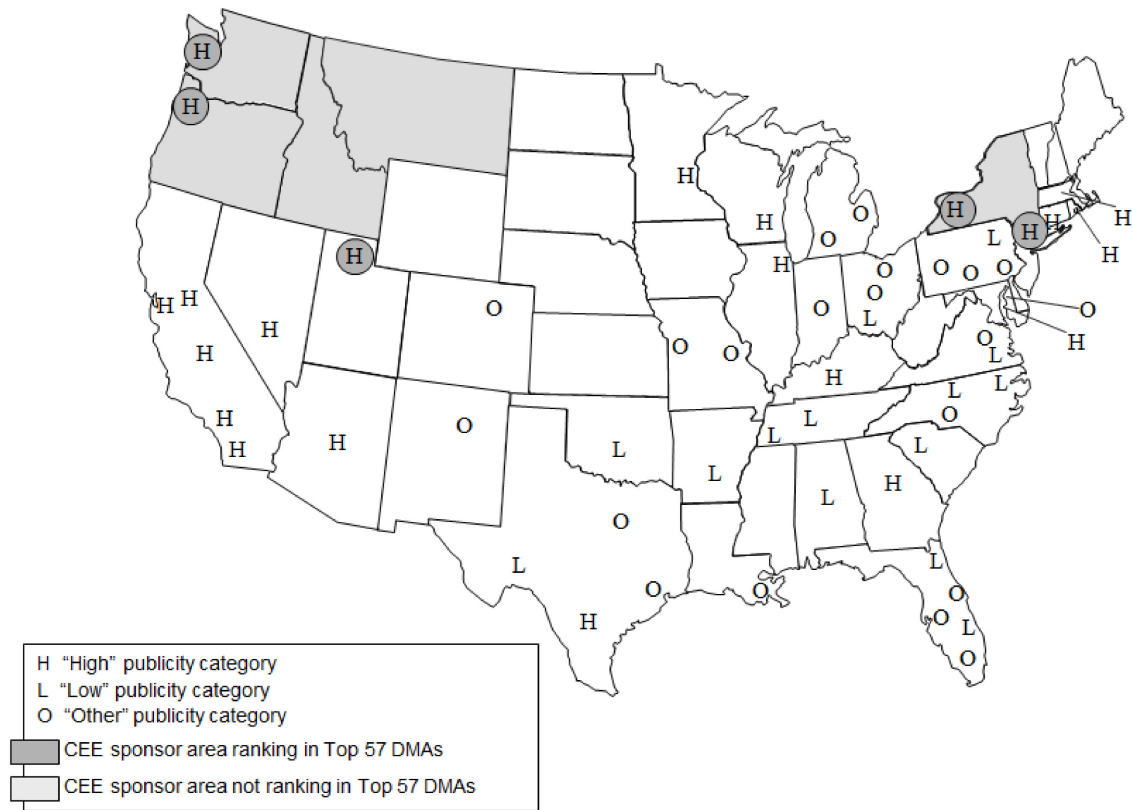 H
H
H
O H H
H H
O L H
H
H H O O O O
H O
H O O L O
H O H
H O O L
H L L
H O L O
L
H H L L
L H
L
O
L L
O O O
H O L
O
H "High" publicity category
L "Low" publicity category
O "Other" publicity category
CEE sponsor area ranking in Top 57 DMAs
CEE sponsor area not ranking in Top 57 DMAs